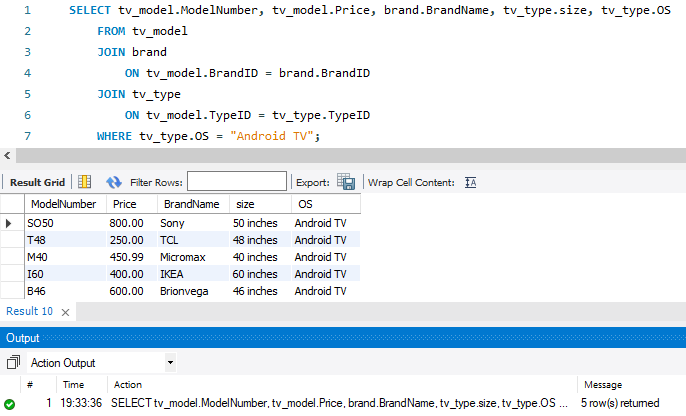 1 SELECT tv_model.ModelNumber, tv_model.Price, brand.BrandName, tv_type.size, tv_type.OS
2 FROM tv_model
3 JOIN brand
4 ON tv_model.BrandID = brand.BrandID
5 JOIN tv_type
6 ON tv_model.TypeID = tv_type.TypeID
7 WHERE tv_type.OS = "Android TV";
Result Grid Filter Rows: Export: Wrap Cell Content: IA
ModelNumber Price BrandName size OS
SO50 800.00 Sony 50 inches Android TV
T48 250.00 TCL 48 inches Android TV
M40 450.99 Micromax 40 inches Android TV
I60 400.00 IKEA 60 inches Android TV
B46 600.00 Brionvega 46 inches Android TV
Result 10 ×
Output
Action Output
# Time Action Message
1 19:33:36 SELECT tv_model.ModelNumber, tv_model.Price, brand.BrandName, tv_type.size, tv_type.OS ... 5 row(s) returned